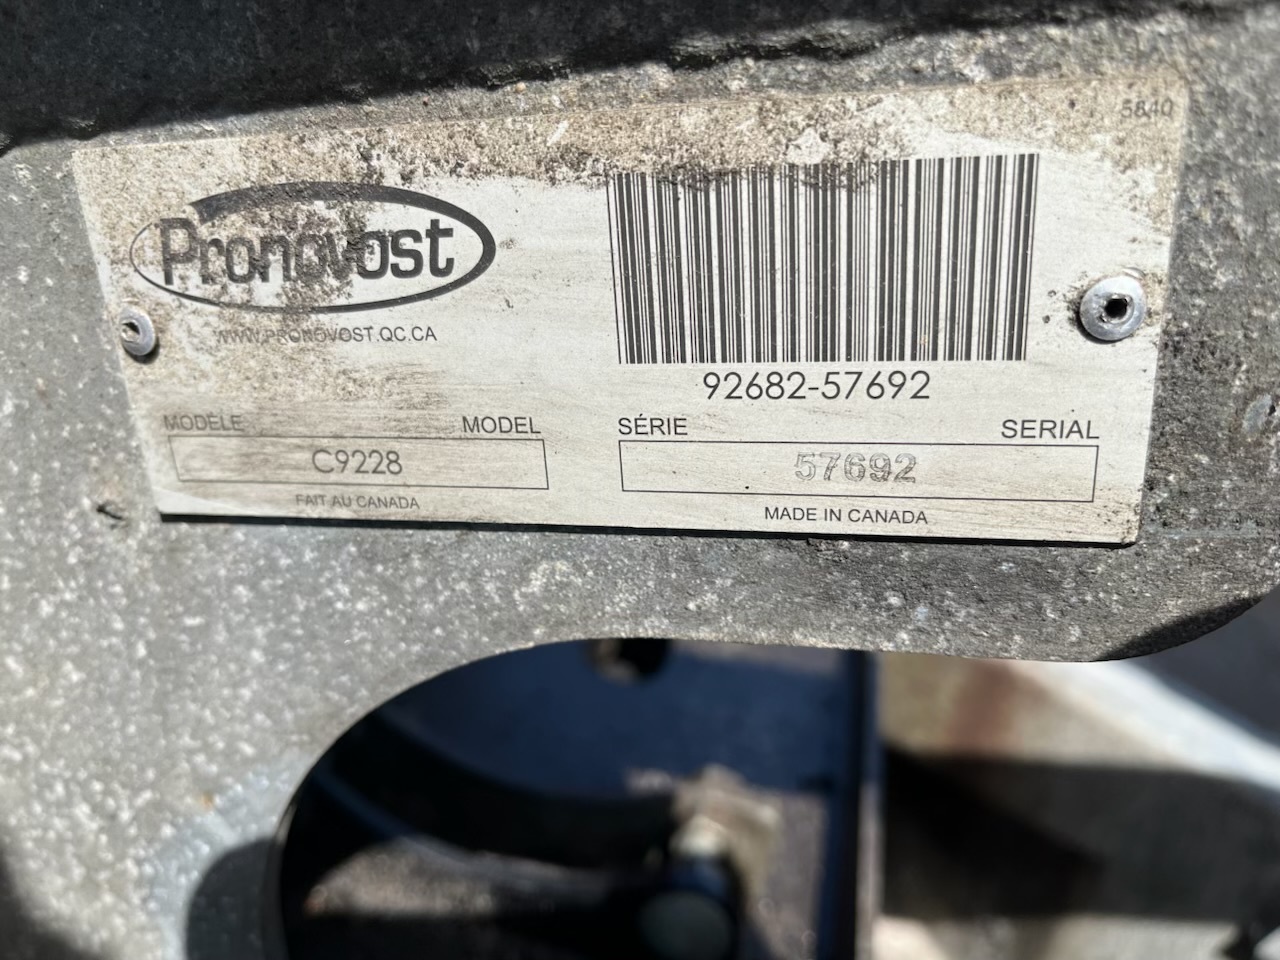 5840
Pronovost
WWW.PRONOVOST.QC.CA
92682-57692
MODÈLE MODEL
C9228
FAIT AU CANADA
SÉRIE SERIAL
57692
MADE IN CANADA